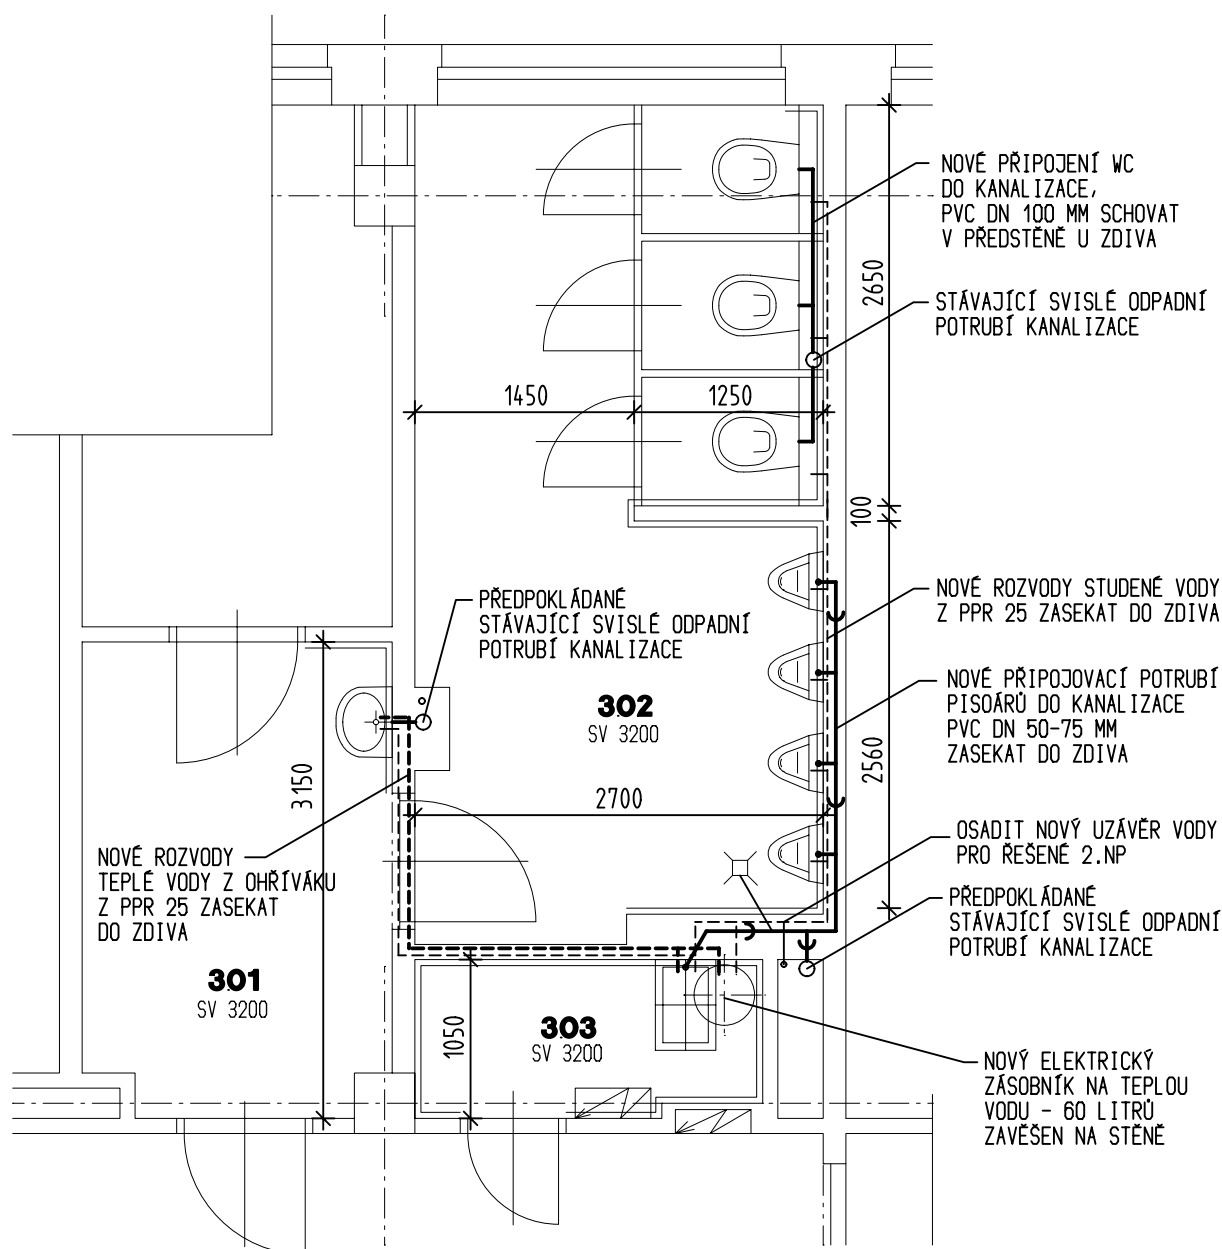 NOVÉ PŘIPOJENÍ WC
DO KANALIZACE,
PVC DN 100 MM SCHOVAT
V PŘEDSTĚNĚ U ZDIVA
2650
STÁVAJÍCÍ SVISLÉ ODPADNÍ
POTRUBÍ KANALIZACE
1450
1250
100
NOVÉ ROZVODY STUDENÉ VODY
Z PPR 25 ZASEKAT DO ZDIVA
PŘEDPOKLÁDANÉ
STÁVAJÍCÍ SVISLÉ ODPADNÍ
POTRUBÍ KANALIZACE
NOVÉ PŘIPOJOVACÍ POTRUBÍ
PISOÁRŮ DO KANALIZACE
PVC DN 50-75 MM
ZASEKAT DO ZDIVA
302
SV 3200
2560
3150
2700
OSADIT NOVÝ UZÁVĚR VODY
PRO ŘEŠENÉ 2.NP
NOVÉ ROZVODY
TEPLÉ VODY Z OHŘÍVÁKU
Z PPR 25 ZASEKAT
DO ZDIVA
PŘEDPOKLÁDANÉ
STÁVAJÍCÍ SVISLÉ ODPADNÍ
POTRUBÍ KANALIZACE
301
SV 3200
1050
303
SV 3200
NOVÝ ELEKTRICKÝ
ZÁSOBNÍK NA TEPLOU
VODU - 60 LITRŮ
ZAVĚŠEN NA STĚNĚ